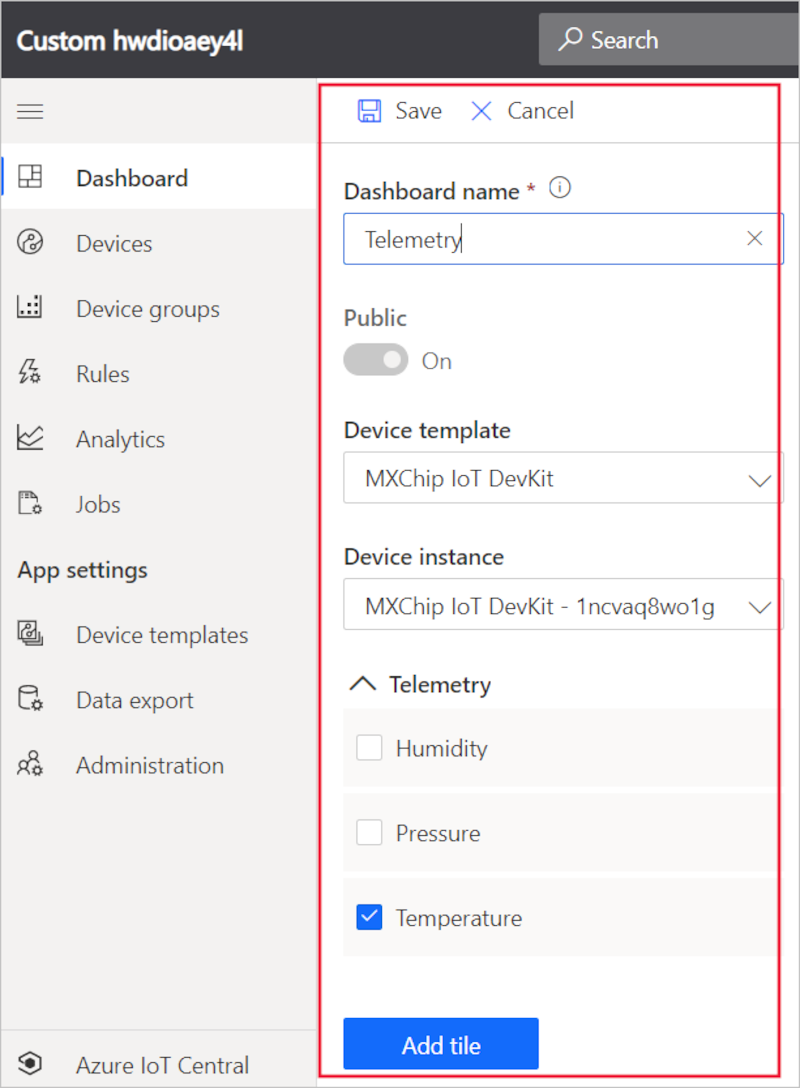 Custom hwdioaey4l
Search
Dashboard
Devices
Device groups
Rules
Analytics
Jobs
App settings
Device templates
Data export
Administration
Azure IoT Central
Save
Cancel
Dashboard name *
Telemetry
Public
On
Device template
MXChip IoT DevKit
Device instance
MXChip IoT DevKit - 1ncvaq8wo1g
Telemetry
Humidity
Pressure
Temperature
Add tile